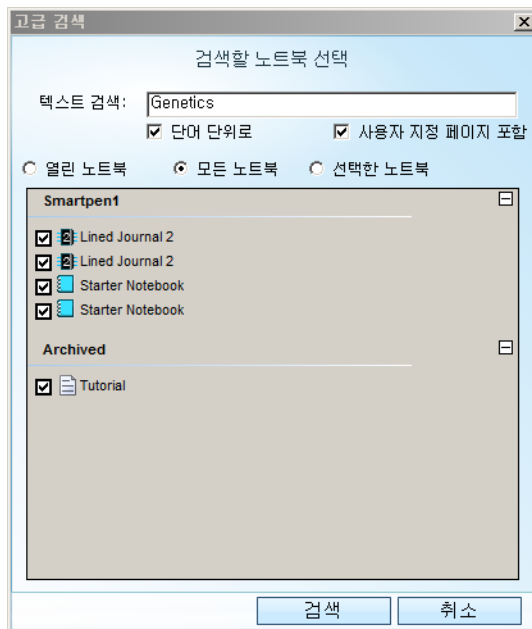 고급 검색
검색할 노트북 선택
텍스트 검색: Genetics
단어 단위로 사용자 지정 페이지 포함
열린 노트북 모든 노트북 선택한 노트북
Smartpen1
2 Lined Journal 2
2 Lined Journal 2
Starter Notebook
Starter Notebook
Archived
Tutorial
검색 취소